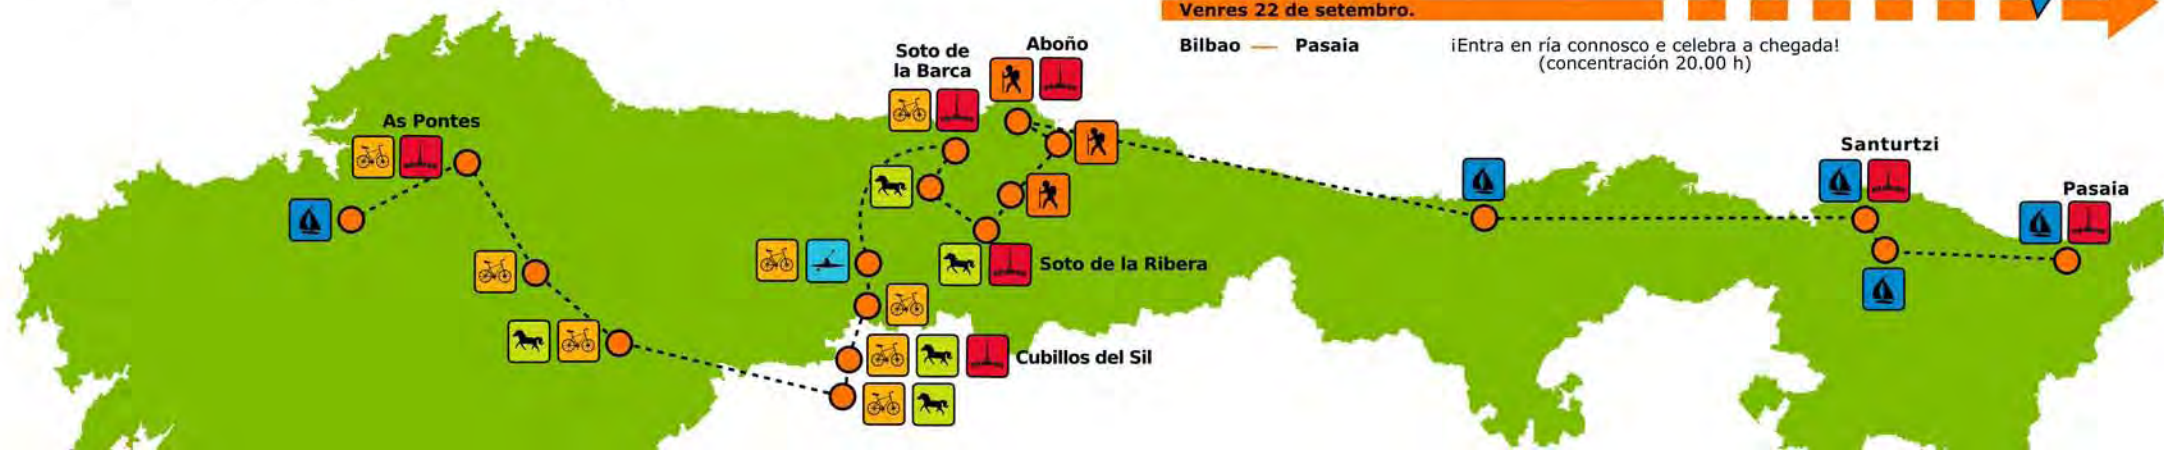 Venres 22 de setembro.
Bilbao — Pasaia
¡Entra en ría connosco e celebra a chegada!
(concentración 20.00 h)
Soto de
la Barca
Aboño
As Pontes
Santurtzi
Pasaia
Soto de la Ribera
Cubillos del Sil